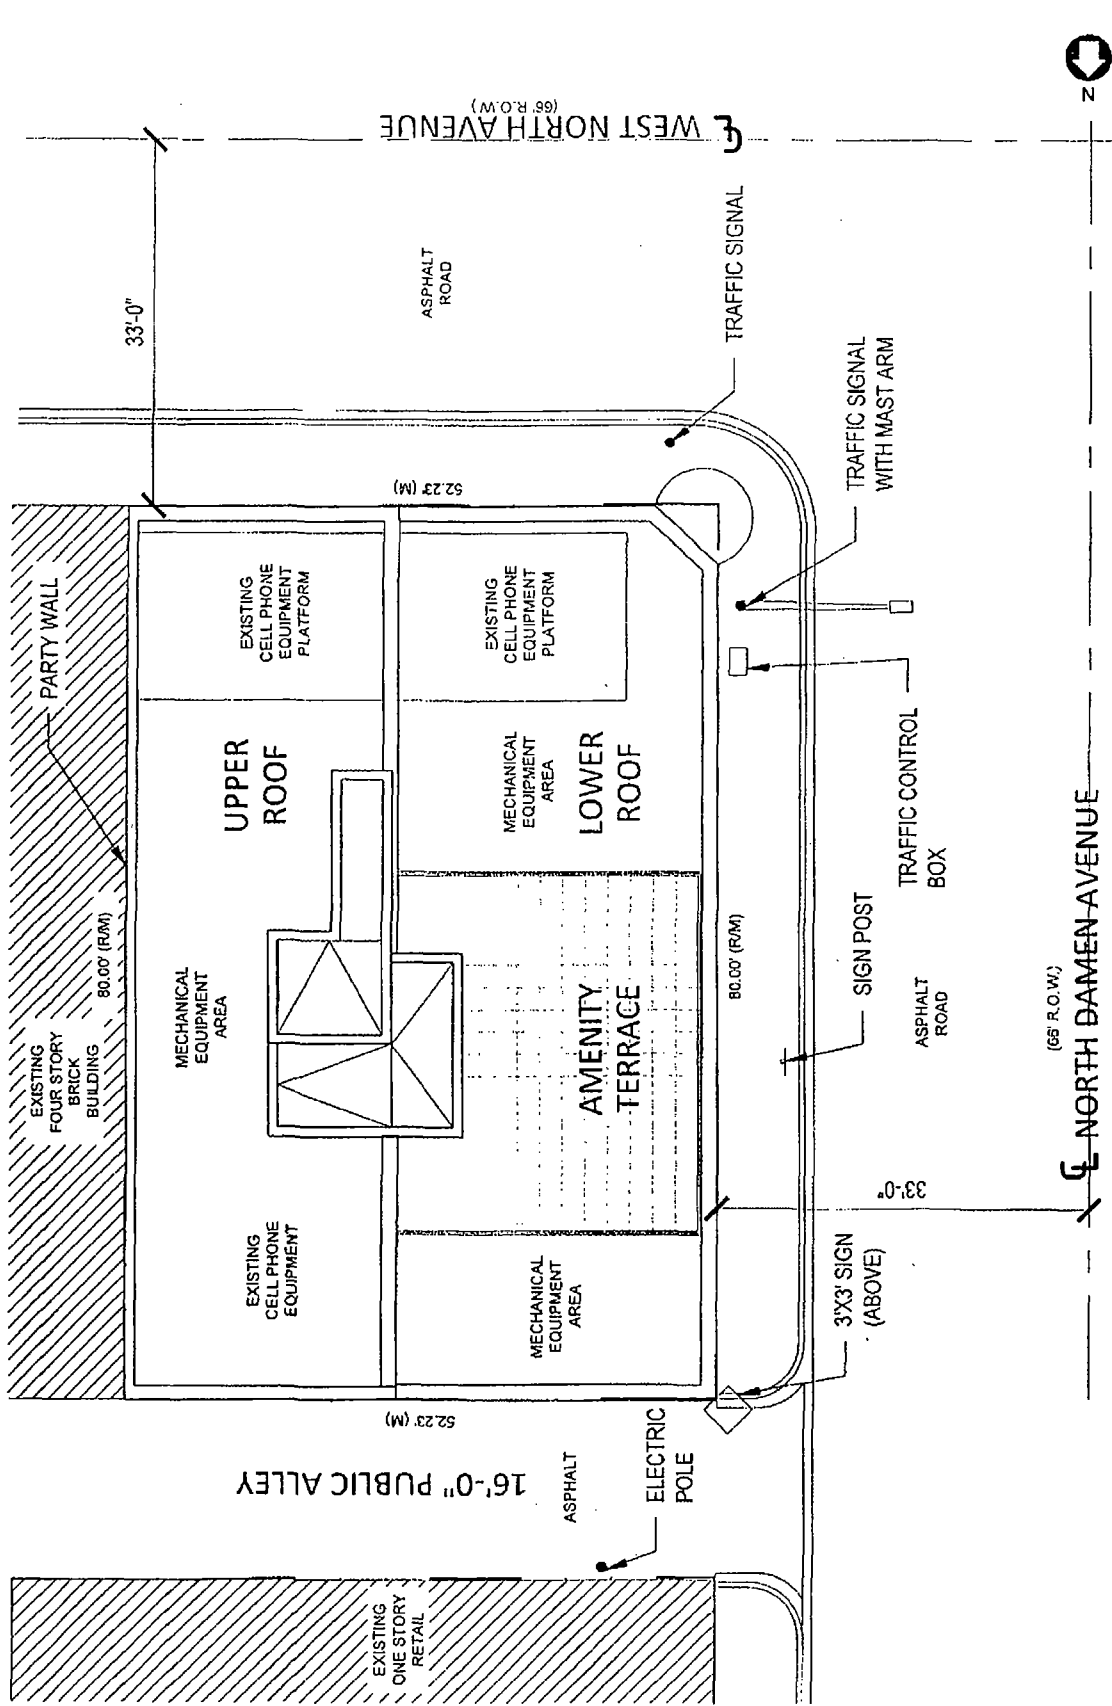 N
℄ WEST NORTH AVENUE
(66' R.O.W)
33'-0"
ASPHALT
ROAD
TRAFFIC SIGNAL
TRAFFIC SIGNAL
WITH MAST ARM
PARTY WALL
52.23' (M)
EXISTING
CELL PHONE
EQUIPMENT
PLATFORM
EXISTING
CELL PHONE
EQUIPMENT
PLATFORM
UPPER
ROOF
MECHANICAL
EQUIPMENT
AREA
LOWER
ROOF
TRAFFIC CONTROL
BOX
80.00' (R/M)
MECHANICAL
EQUIPMENT
AREA
80.00' (R/M)
SIGN POST
ASPHALT
ROAD
EXISTING
FOUR STORY
BRICK
BUILDING
AMENITY
TERRACE
(66' R.O.W.)
℄ NORTH DAMEN AVENUE
33'-0"
EXISTING
CELL PHONE
EQUIPMENT
MECHANICAL
EQUIPMENT
AREA
3'X3' SIGN
(ABOVE)
52.23' (M)
16'-0" PUBLIC ALLEY
ASPHALT
ELECTRIC
POLE
EXISTING
ONE STORY
RETAIL